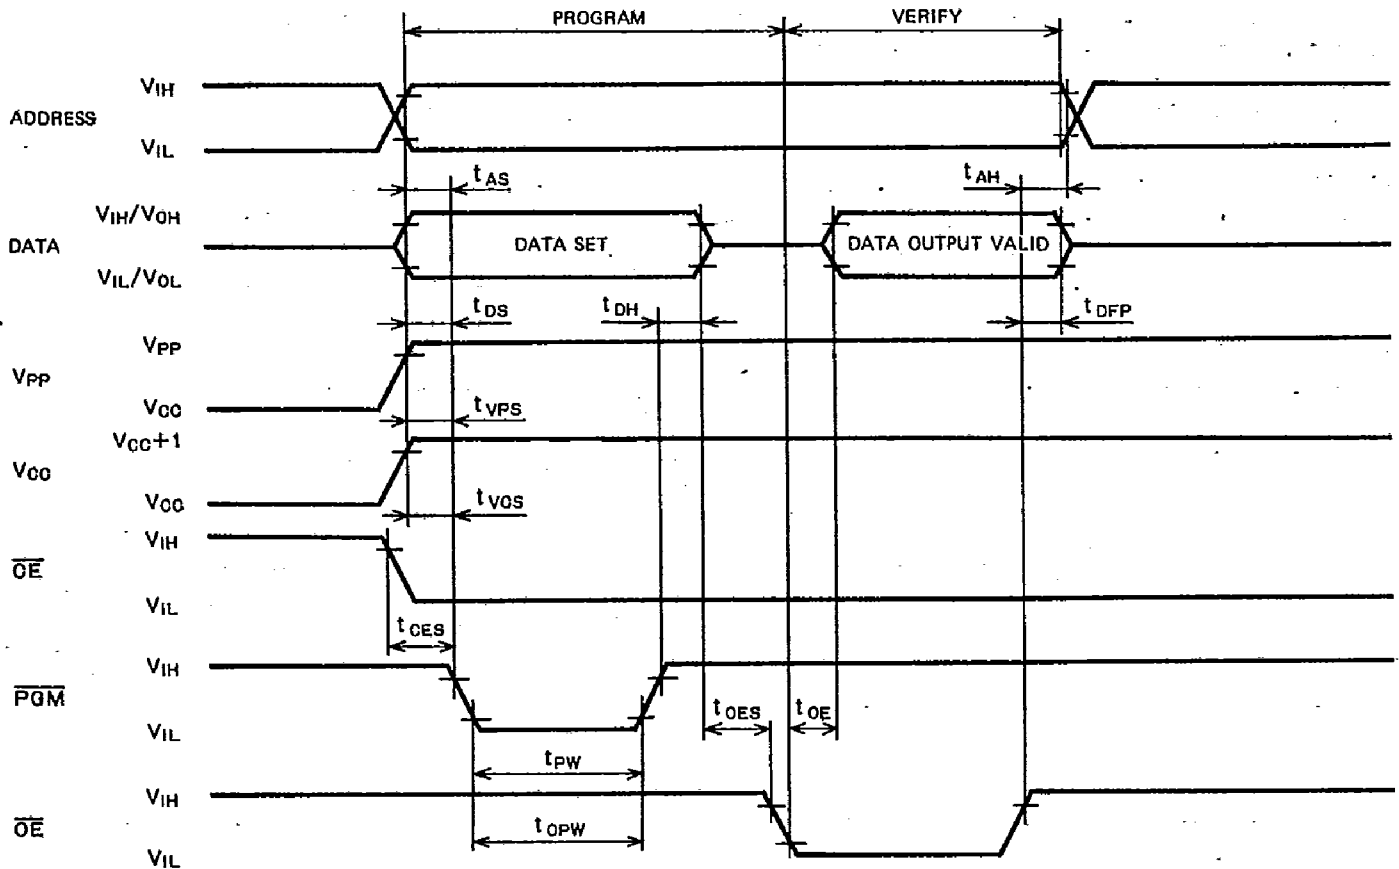 PROGRAM VERIFY
VIH
ADDRESS
VIL
tAS tAH
VIH/VOH
DATA DATA SET DATA OUTPUT VALID
VIL/VOL
tDS tDH tDFP
VPP
VPP
VCC
tVPS
VCC+1
VCC
VCC
tVCS
VIH
CE
VIL
tCES
VIH
PGM
VIL
tOES tOE
tPW
VIH
OE
tOPW
VIL